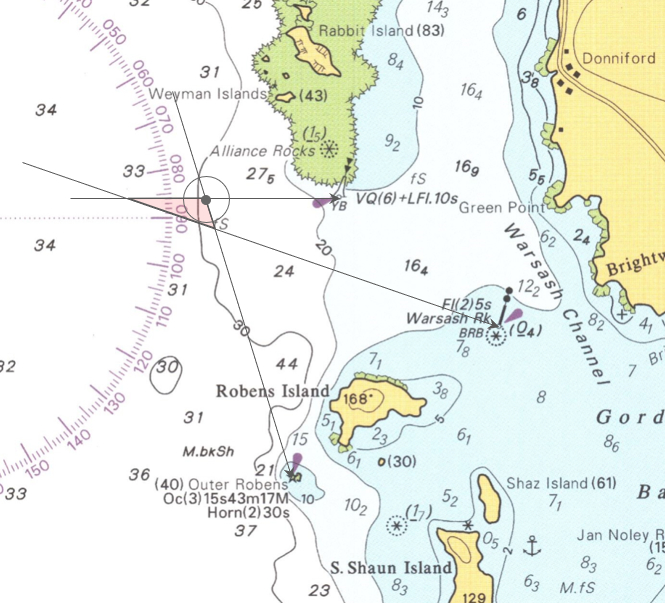 32
25
14₃
6
050
Rabbit Island (83)
Donniford
31
060
8₄
3₈
Weyman Islands
(43)
16₄
10
34
070
(1₅)
9₂
Alliance Rocks
33
080
27₅
fS
16₉
5₅
VQ(6)+LFl.10s
YB
Green Point
090
fS
6₂
2₄
34
20
Warsash Channel
24
16₄
Brightw
100
31
12₂
Fl(2)5s
Warsash Rk
BRB
(0₄)
110
30
7₈
8₂
4₁
120
44
7₁
Br
32
30
7
Robens Island
168
3₈
8
130
5₁
5
31
2₃
6₁
Gord
140
15
8₆
M.bkSh
6₁
(30)
150
36
21
33
(40) Outer Robens
10
Shaz Island (61)
Oc(3)15s43m17M
10₂
5₂
7₁
Ba
Horn(2)30s
(1₇)
37
0₅
2
Jan Noley R
(15
S. Shaun Island
8₃
6₂
23
8₃
129
6₃
M.fS